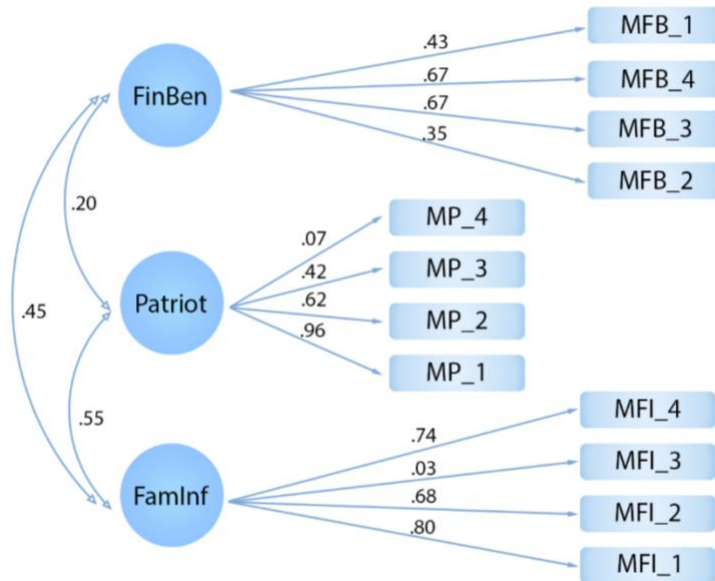 MFB_1
.43
MFB_4
.67
FinBen
.67
MFB_3
.35
MFB_2
.20
MP_4
.07
MP_3
.42
Patriot
.62
MP_2
.45
.96
MP_1
MFI_4
.55
.74
MFI_3
.03
FamInf
.68
MFI_2
.80
MFI_1